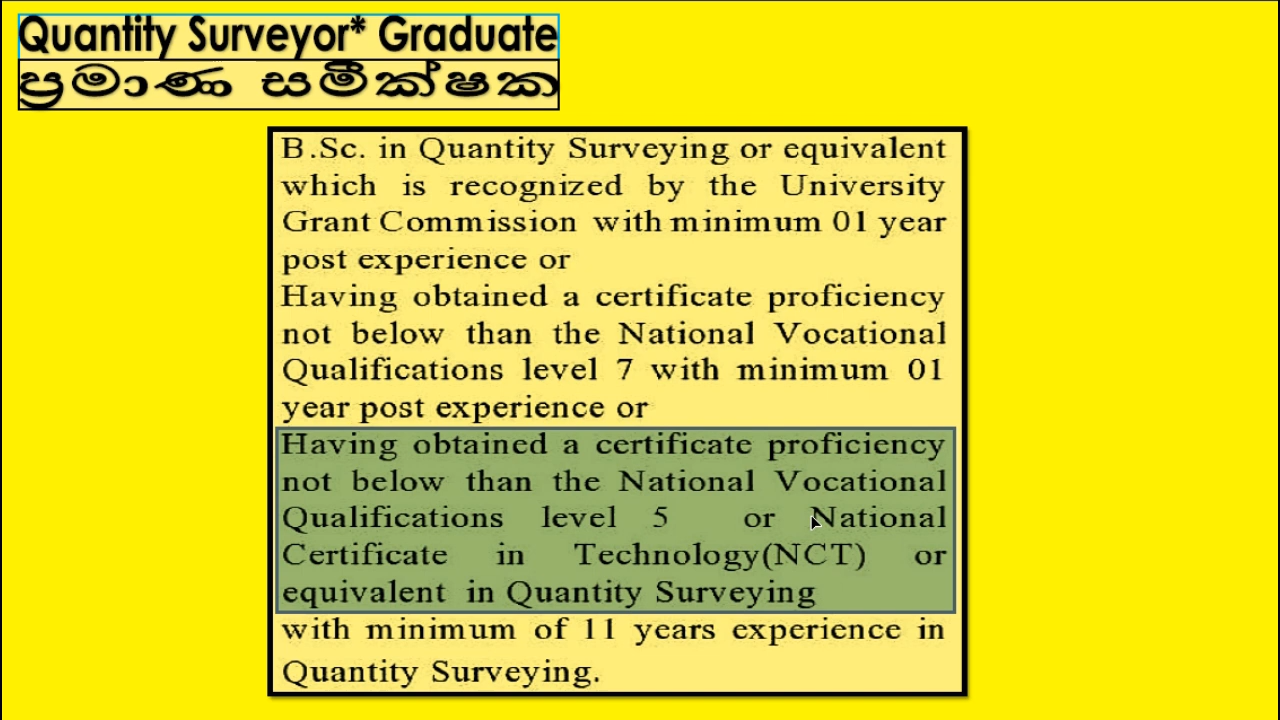 Quantity Surveyor* Graduate
ප්‍රමාණ සමීක්ෂක
B.Sc. in Quantity Surveying or equivalent
which is recognized by the University
Grant Commission with minimum 01 year
post experience or
Having obtained a certificate proficiency
not below than the National Vocational
Qualifications level 7 with minimum 01
year post experience or
Having obtained a certificate proficiency
not below than the National Vocational
Qualifications level 5 or National
Certificate in Technology(NCT) or
equivalent in Quantity Surveying
with minimum of 11 years experience in
Quantity Surveying.